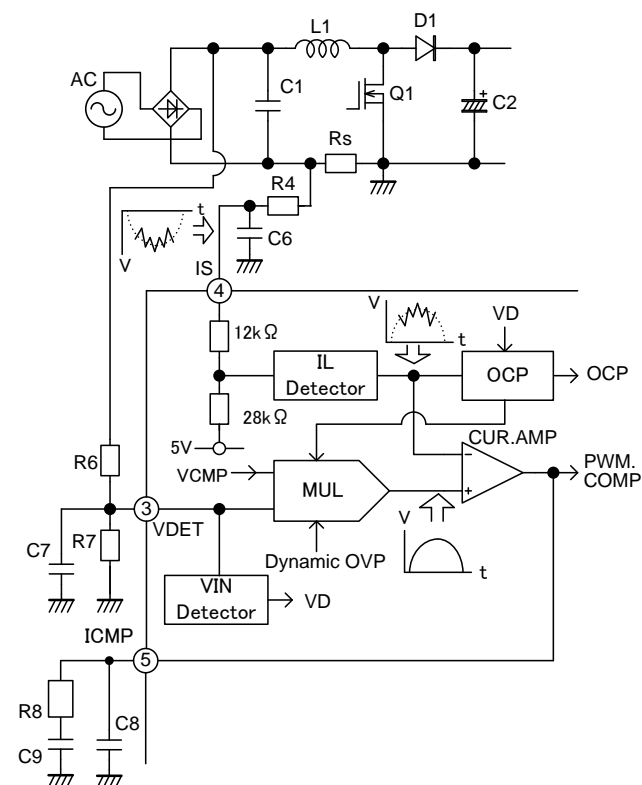 L1
D1
AC
C1
Q1
+
C2
Rs
R4
t
V
C6
IS
4
12kΩ
V
t
VD
IL
Detector
OCP
OCP
28kΩ
5V
CUR.AMP
R6
VCMP
MUL
−
+
PWM.
COMP
3
VDET
C7
R7
Dynamic OVP
V
t
VIN
Detector
VD
ICMP
5
R8
C8
C9